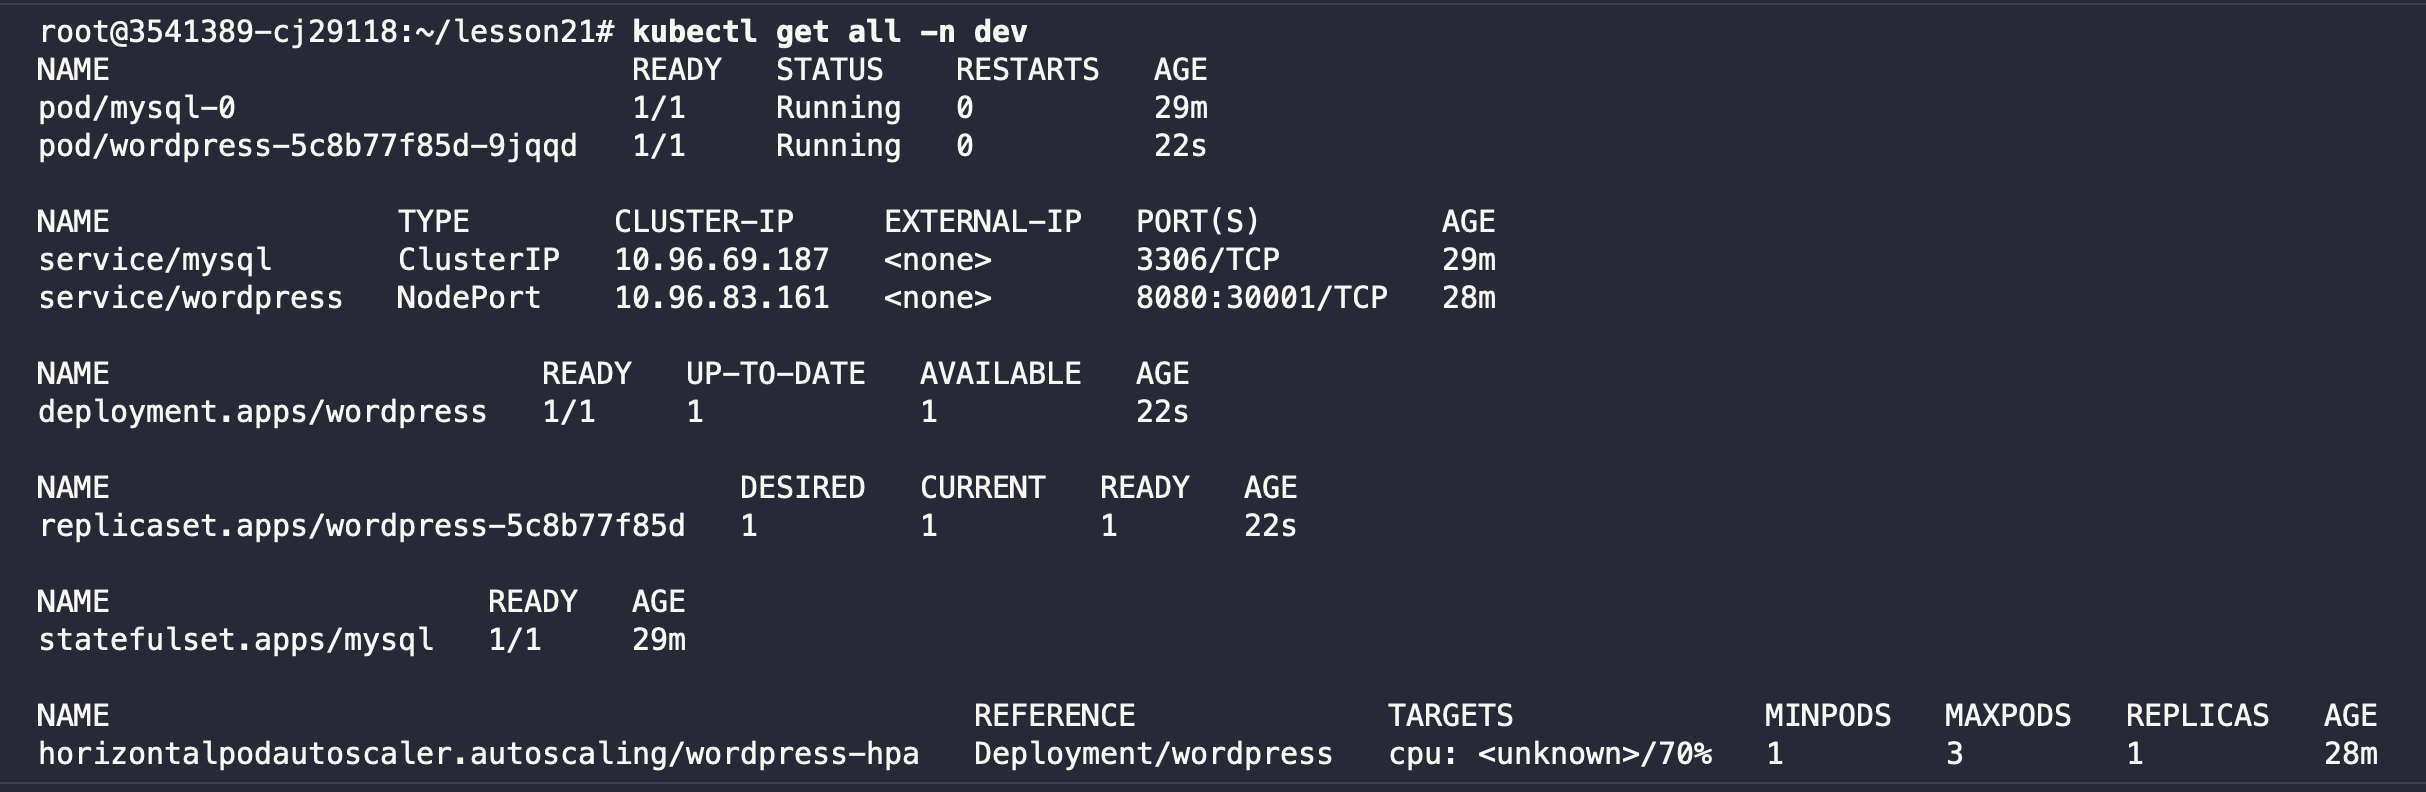 root@3541389-cj29118:~/lesson21# kubectl get all -n dev
NAME                             READY   STATUS    RESTARTS   AGE
pod/mysql-0                      1/1     Running   0          29m
pod/wordpress-5c8b77f85d-9jqqd   1/1     Running   0          22s

NAME                TYPE        CLUSTER-IP     EXTERNAL-IP   PORT(S)          AGE
service/mysql       ClusterIP   10.96.69.187   <none>        3306/TCP         29m
service/wordpress   NodePort    10.96.83.161   <none>        8080:30001/TCP   28m

NAME                        READY   UP-TO-DATE   AVAILABLE   AGE
deployment.apps/wordpress   1/1     1            1           22s

NAME                                   DESIRED   CURRENT   READY   AGE
replicaset.apps/wordpress-5c8b77f85d   1         1         1       22s

NAME                     READY   AGE
statefulset.apps/mysql   1/1     29m

NAME                                                REFERENCE              TARGETS              MINPODS   MAXPODS   REPLICAS   AGE
horizontalpodautoscaler.autoscaling/wordpress-hpa   Deployment/wordpress   cpu: <unknown>/70%   1         3         1          28m